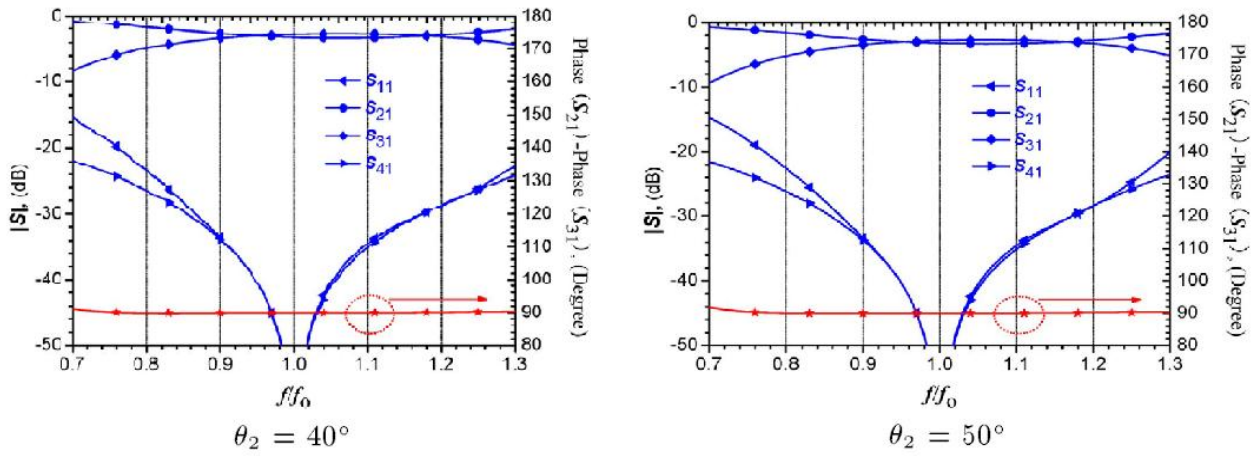 |S|, (dB)
0
-10
-20
-30
-40
-50
S11
S21
S31
S41
180
170
160
150
140
130
120
110
100
90
80
Phase (S21)-Phase (S31), (Degree)
0.7 0.8 0.9 1.0 1.1 1.2 1.3
f/fo
θ2 = 40°
|S|, (dB)
0
-10
-20
-30
-40
-50
S11
S21
S31
S41
180
170
160
150
140
130
120
110
100
90
80
Phase (S21)-Phase (S31), (Degree)
0.7 0.8 0.9 1.0 1.1 1.2 1.3
f/fo
θ2 = 50°